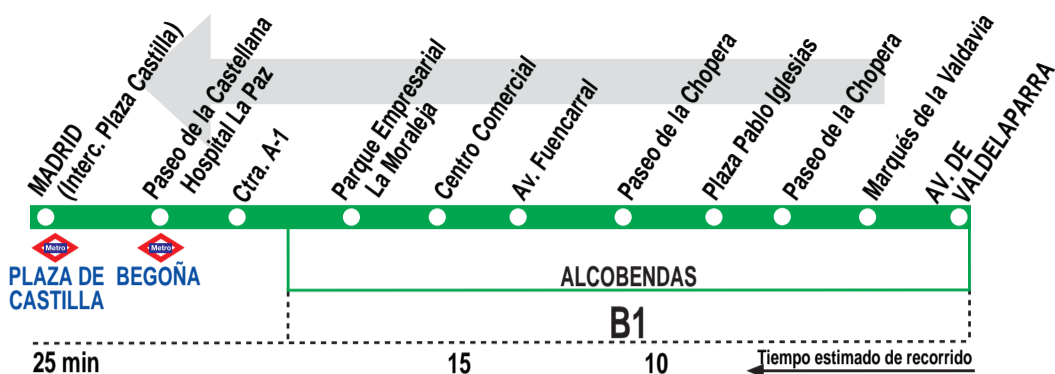 MADRID
(Interc. Plaza Castilla)
Paseo de la Castellana
Hospital La Paz
Ctra. A-1
Parque Empresarial
La Moraleja
Centro Comercial
Av. Fuencarral
Paseo de la Chopera
Plaza Pablo Iglesias
Paseo de la Chopera
Marqués de la Valdavia
AV. DE
VALDELAPARRA
Metro
Metro
PLAZA DE
CASTILLA
BEGOÑA
ALCOBENDAS
B1
25 min
15
10
Tiempo estimado de recorrido